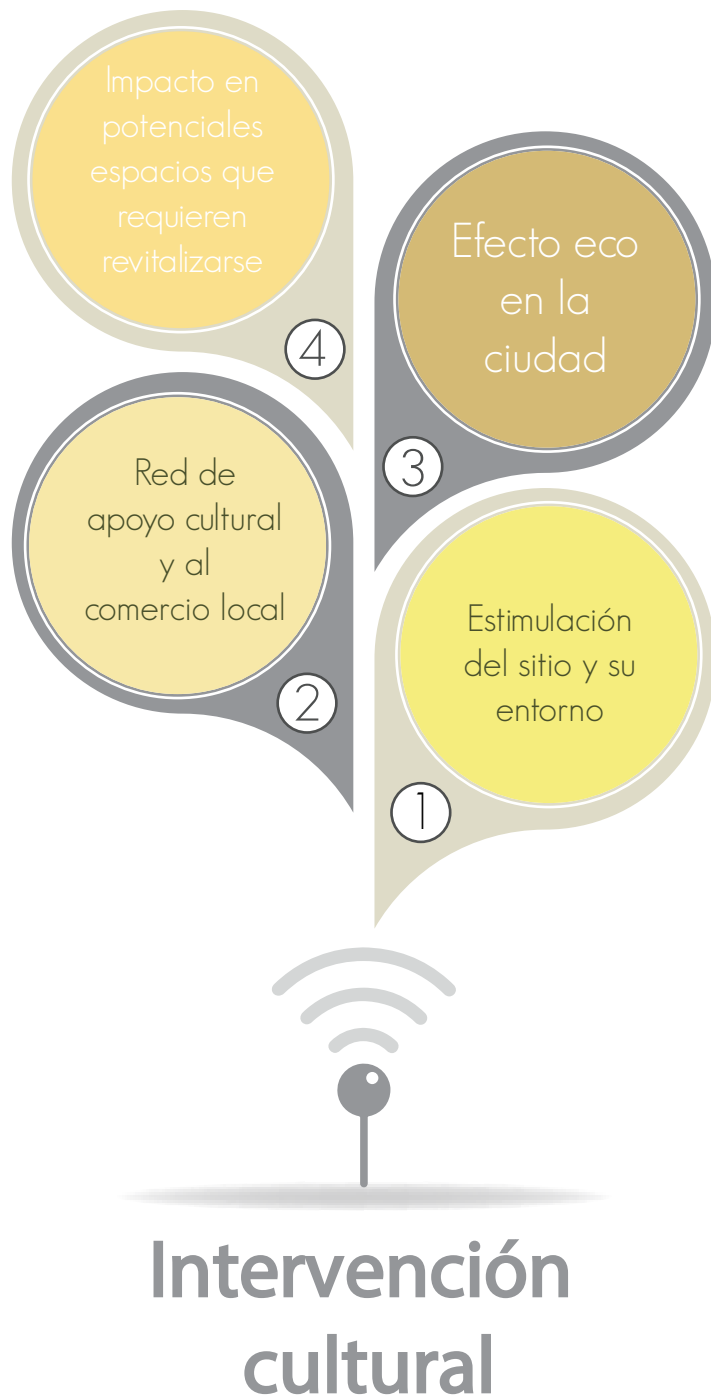 Impacto en
potenciales
espacios que
requieren
revitalizarse
4
Efecto eco
en la
ciudad
3
Red de
apoyo cultural
y al
comercio local
2
Estimulación
del sitio y su
entorno
1
Intervención
cultural